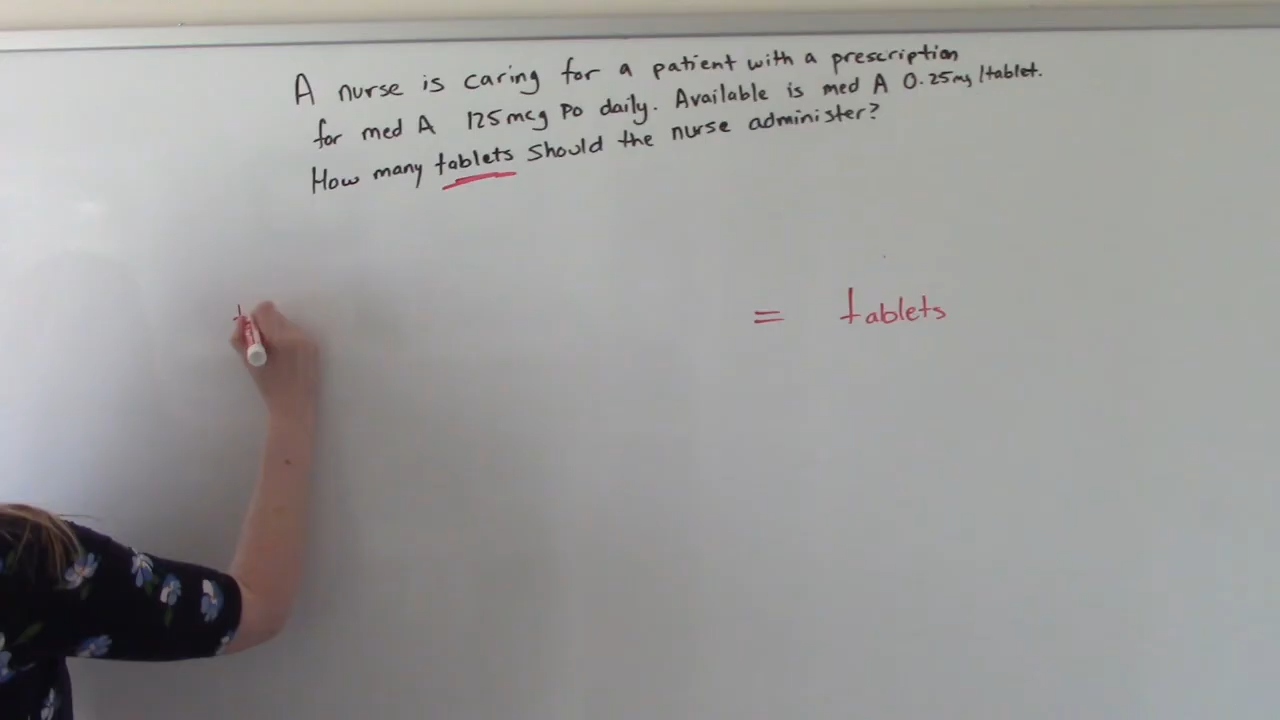 A nurse is caring for a patient with a prescription
for med A 125mcg PO daily. Available is med A 0.25mg/tablet.
How many tablets should the nurse administer?
= tablets